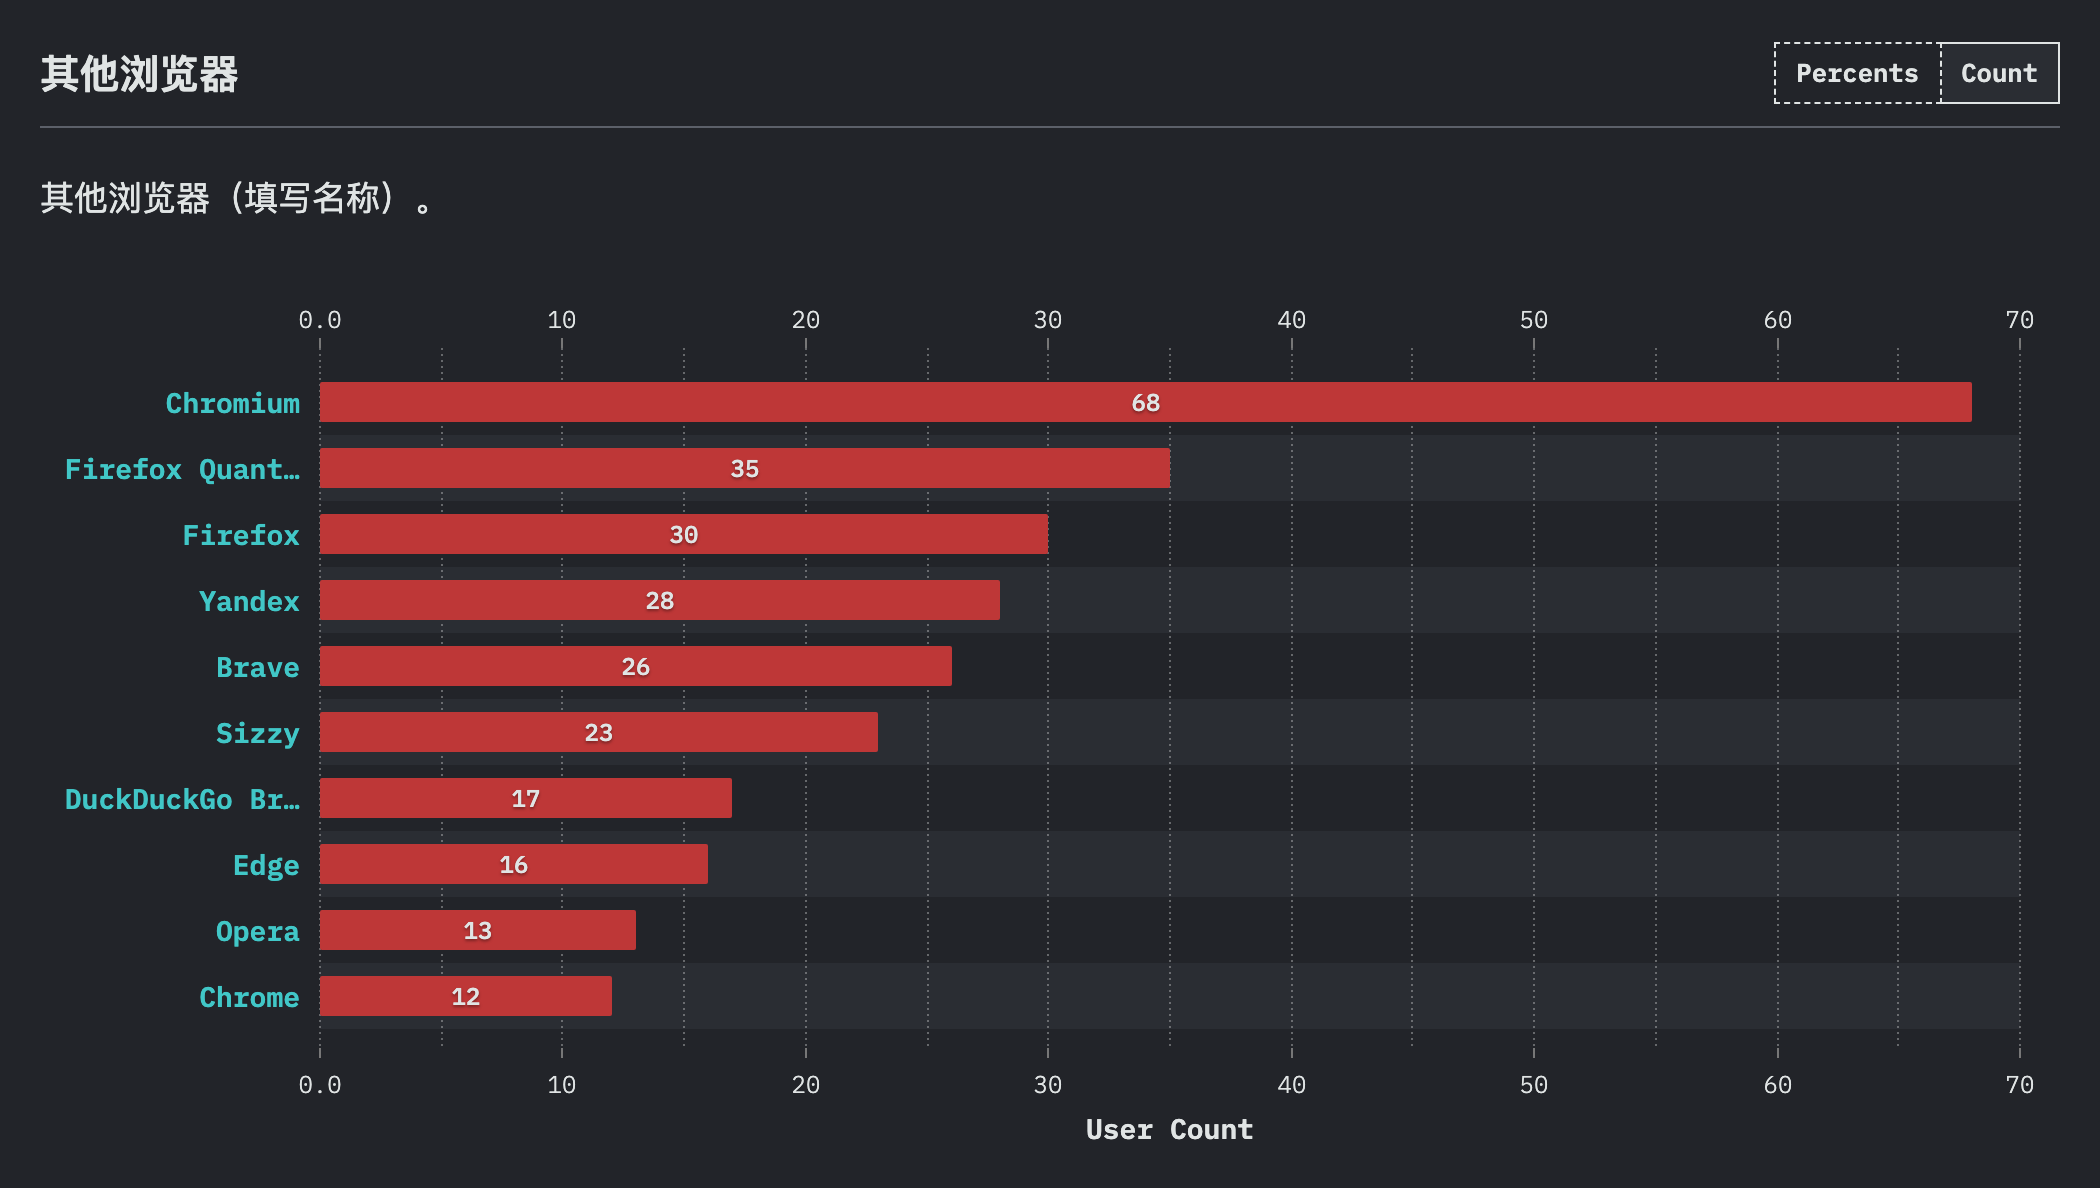 其他浏览器
Percents Count
其他浏览器（填写名称）。
0.0 10 20 30 40 50 60 70
Chromium 68
Firefox Quant… 35
Firefox 30
Yandex 28
Brave 26
Sizzy 23
DuckDuckGo Br… 17
Edge 16
Opera 13
Chrome 12
0.0 10 20 30 40 50 60 70
User Count